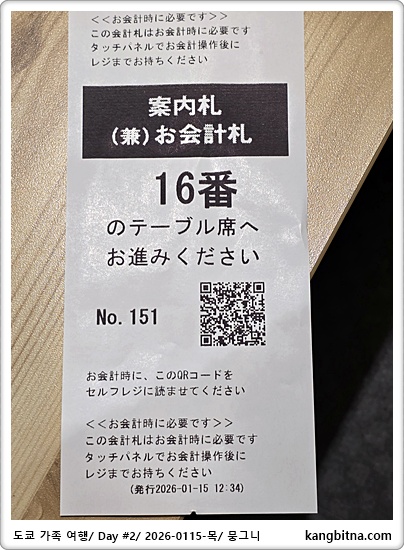 <<お会計時に必要です>>
この会計札はお会計時に必要です
タッチパネルでお会計操作後に
レジまでお持ちください
案内札
(兼)お会計札
16番
のテーブル席へ
お進みください
No. 151
お会計時に、このQRコードを
セルフレジに読ませてください
<<お会計時に必要です>>
この会計札はお会計時に必要です
タッチパネルでお会計操作後に
レジまでお持ちください
(発行2026-01-15 12:34)
도쿄 가족 여행/ Day #2/ 2026-0115-목/ 뭉그니
kangbitna.com